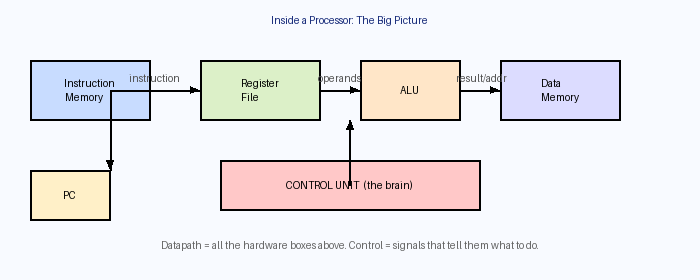 Inside a Processor: The Big Picture
instruction
operands
result/addr
Instruction
Memory
Register
File
ALU
Data
Memory
PC
CONTROL UNIT (the brain)
Datapath = all the hardware boxes above. Control = signals that tell them what to do.